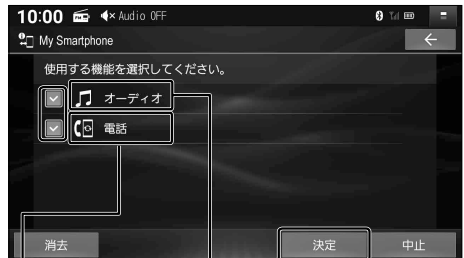 10:00 FM Audio OFF
My Smartphone
使用する機能を選択してください。
オーディオ
電話
消去 決定 中止